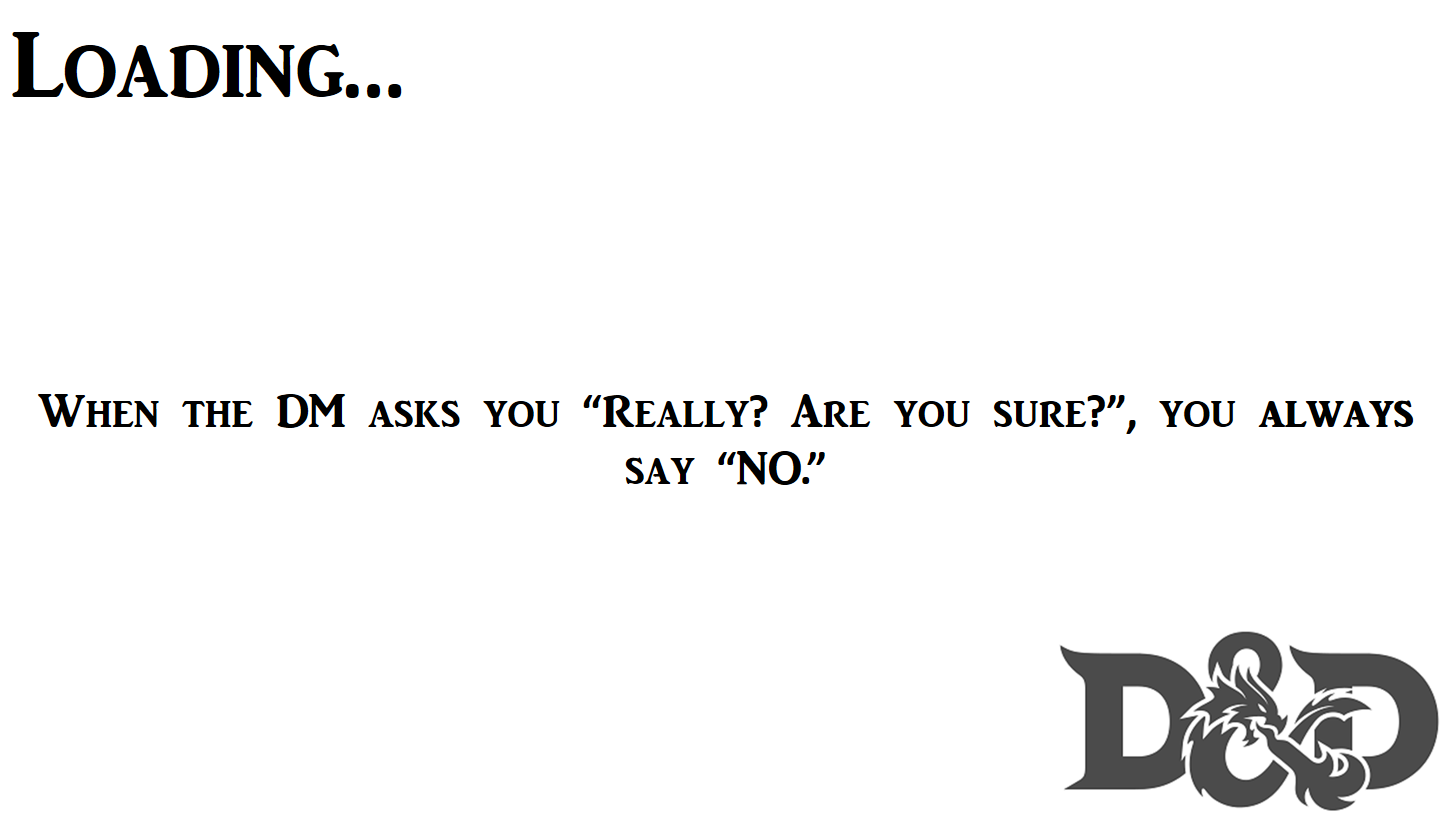 Loading...
When the DM asks you “Really? Are you sure?”, you always
say “NO.”
D&D